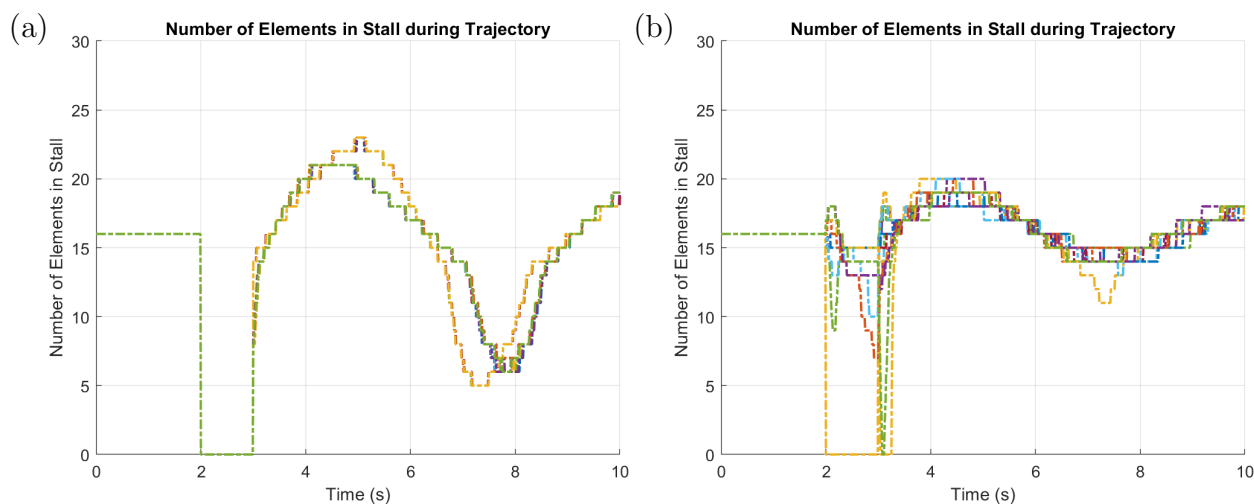 (a)
Number of Elements in Stall during Trajectory
30
25
20
15
10
5
0
Number of Elements in Stall
0 2 4 6 8 10
Time (s)
(b)
Number of Elements in Stall during Trajectory
30
25
20
15
10
5
0
Number of Elements in Stall
0 2 4 6 8 10
Time (s)